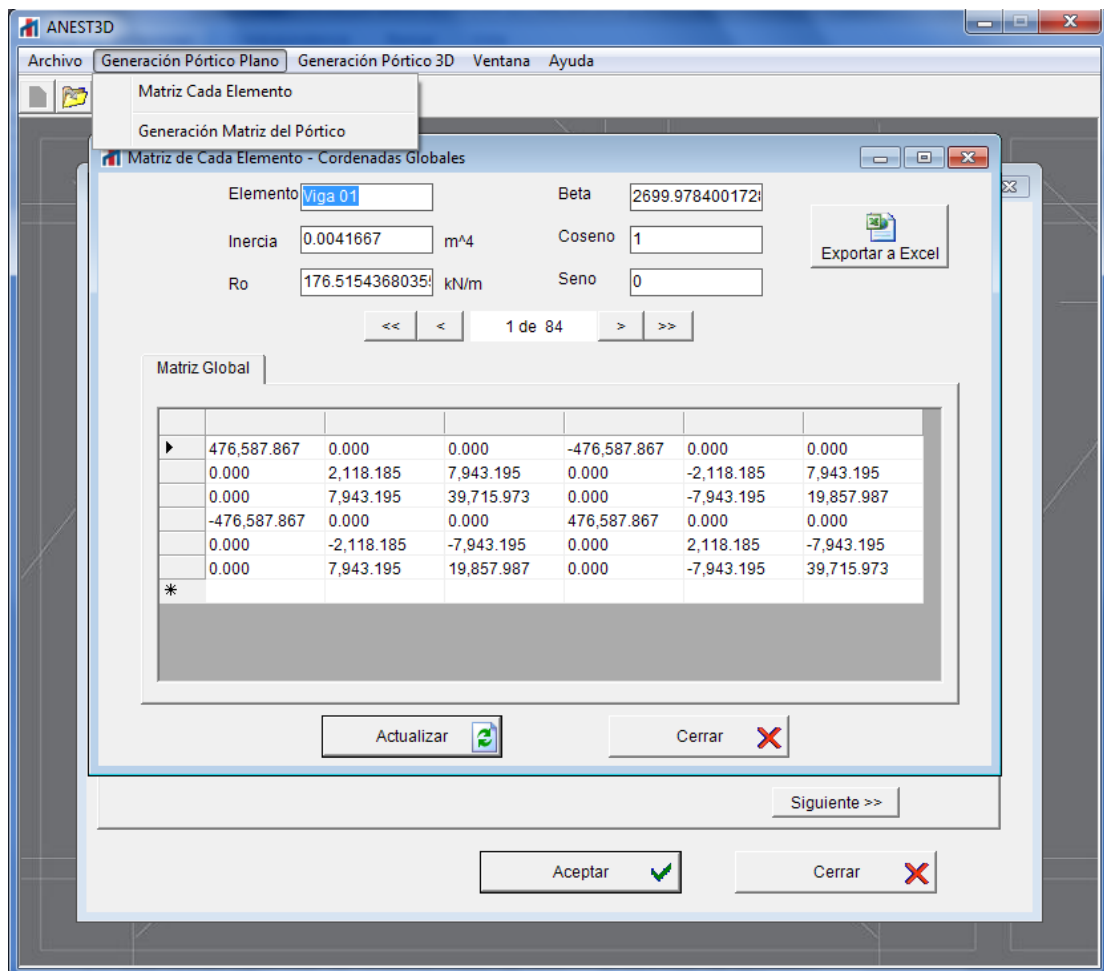 ANEST3D
Archivo Generación Pórtico Plano Generación Pórtico 3D Ventana Ayuda
Matriz Cada Elemento
Generación Matriz del Pórtico
Matriz de Cada Elemento - Cordenadas Globales
Elemento Viga 01 Beta 2699.978400172
Inercia 0.0041667 m^4 Coseno 1
Exportar a Excel
Ro 176.5154368035 kN/m Seno 0
<< < 1 de 84 > >>
Matriz Global
476,587.867 0.000 0.000 -476,587.867 0.000 0.000
0.000 2,118.185 7,943.195 0.000 -2,118.185 7,943.195
0.000 7,943.195 39,715.973 0.000 -7,943.195 19,857.987
-476,587.867 0.000 0.000 476,587.867 0.000 0.000
0.000 -2,118.185 -7,943.195 0.000 2,118.185 -7,943.195
0.000 7,943.195 19,857.987 0.000 -7,943.195 39,715.973
Actualizar Cerrar
Siguiente >>
Aceptar Cerrar